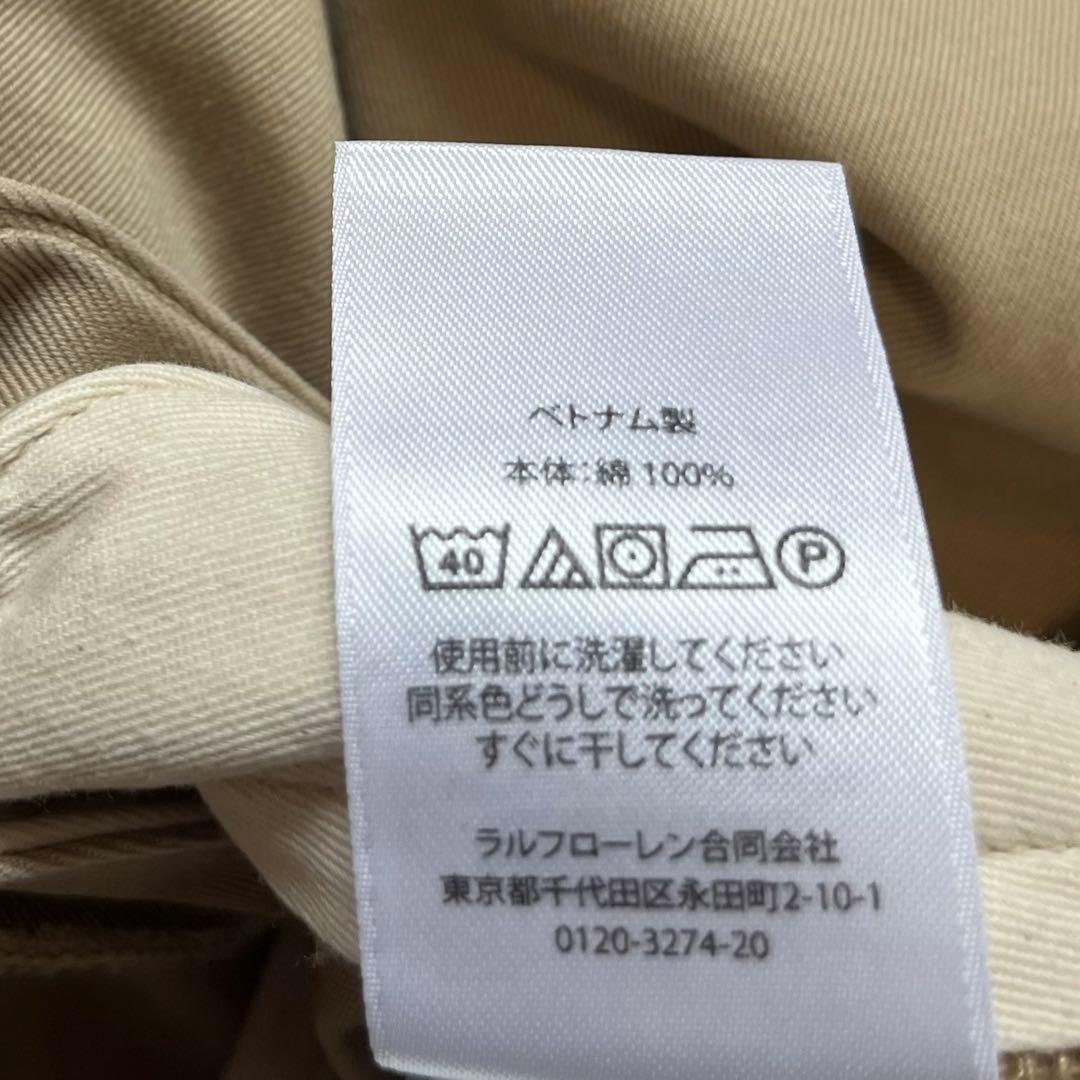 ベトナム製
本体:綿 100%
40 P
使用前に洗濯してください
同系色どうしで洗ってください
すぐに干してください
ラルフローレン合同会社
東京都千代田区永田町2-10-1
0120-3274-20